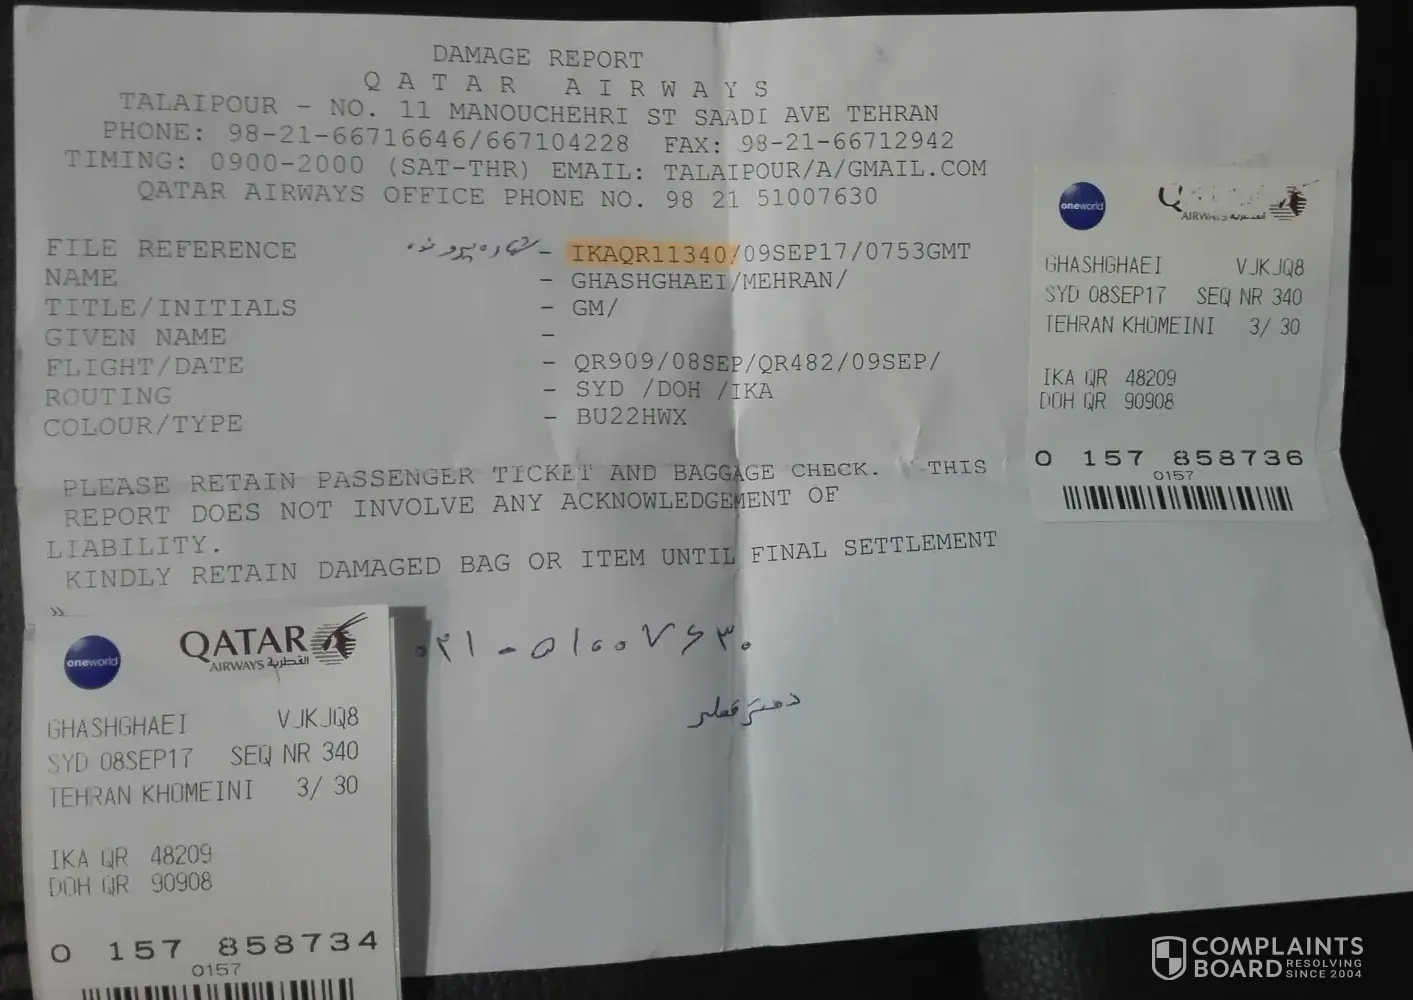 DAMAGE REPORT
QATAR AIRWAYS
TALAIPOUR - NO. 11 MANOUCHEHRI ST SAADI AVE TEHRAN
PHONE: 98-21-66716646/667104228 FAX: 98-21-66712942
TIMING: 0900-2000 (SAT-THR) EMAIL: TALAIPOUR/A/GMAIL.COM
QATAR AIRWAYS OFFICE PHONE NO. 98 21 51007630
FILE REFERENCE شماره پرونده - IKAQR11340/09SEP17/0753GMT
NAME - GHASHGHAEI/MEHRAN/
TITLE/INITIALS - GM/
GIVEN NAME -
FLIGHT/DATE - QR909/08SEP/QR482/09SEP/
ROUTING - SYD /DOH /IKA
COLOUR/TYPE - BU22HWX
PLEASE RETAIN PASSENGER TICKET AND BAGGAGE CHECK. THIS
REPORT DOES NOT INVOLVE ANY ACKNOWLEDGEMENT OF
LIABILITY.
KINDLY RETAIN DAMAGED BAG OR ITEM UNTIL FINAL SETTLEMENT
»
۰۲۱ - ۵۱۰۰۷۶۳۰
دفتر قطر
oneworld
AIRWAYS القطرية
GHASHGHAEI VJKJQ8
SYD 08SEP17 SEQ NR 340
TEHRAN KHOMEINI 3/ 30
IKA QR 48209
DOH QR 90908
0 157 858736
0157
oneworld
QATAR
AIRWAYS القطرية
GHASHGHAEI VJKJQ8
SYD 08SEP17 SEQ NR 340
TEHRAN KHOMEINI 3/ 30
IKA QR 48209
DOH QR 90908
0 157 858734
0157
COMPLAINTS
BOARD RESOLVING
SINCE 2004